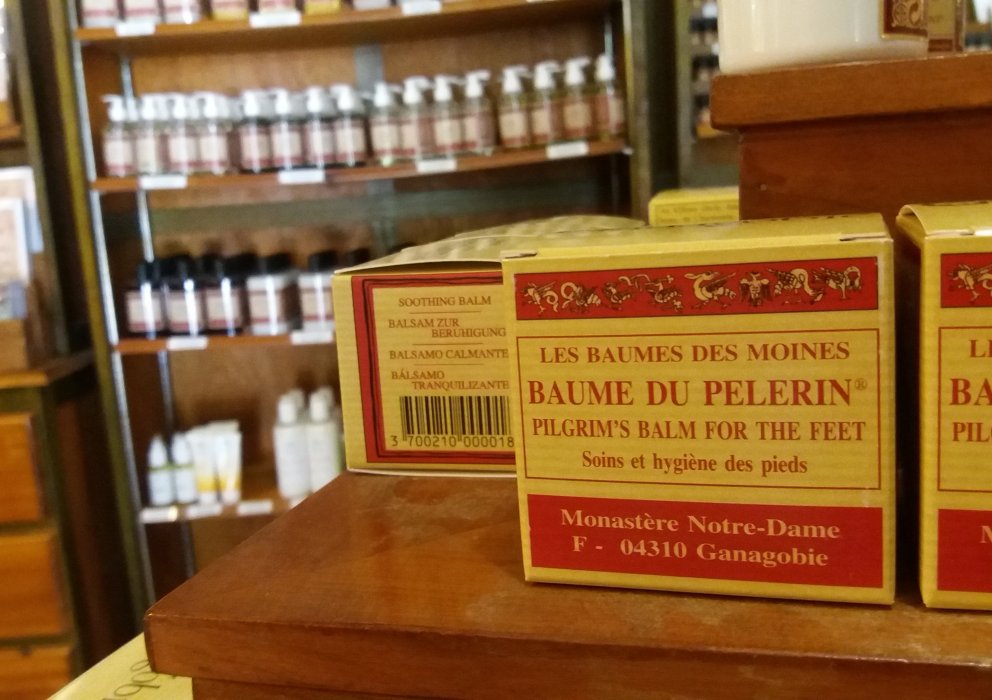 SOOTHING BALM
BALSAM ZUR
BERUHIGUNG
BALSAMO CALMANTE
BÁLSAMO
TRANQUILIZANTE
3 700210 000018
LES BAUMES DES MOINES
BAUME DU PELERIN®
PILGRIM'S BALM FOR THE FEET
Soins et hygiène des pieds
Monastère Notre-Dame
F - 04310 Ganagobie